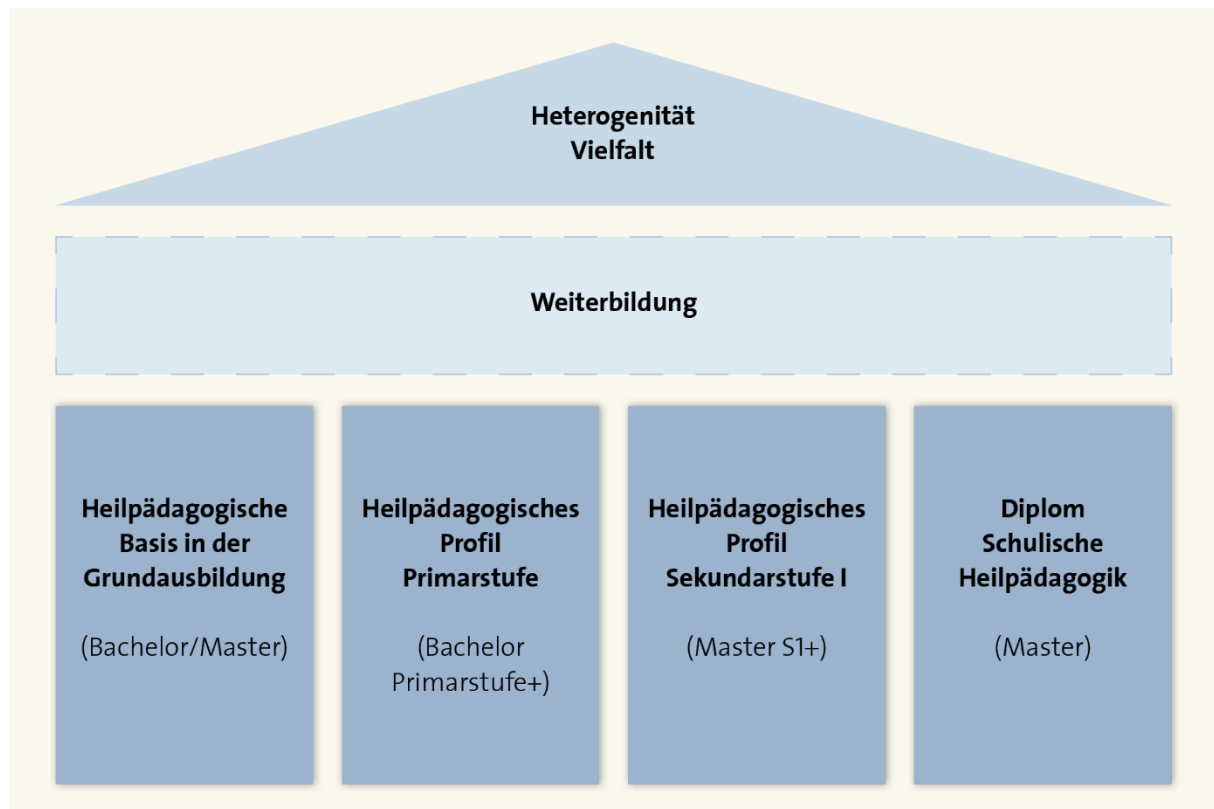 Heterogenität
Vielfalt
Weiterbildung
Heilpädagogische
Basis in der
Grundausbildung
(Bachelor/Master)
Heilpädagogisches
Profil
Primarstufe
(Bachelor
Primarstufe+)
Heilpädagogisches
Profil
Sekundarstufe I
(Master S1+)
Diplom
Schulische
Heilpädagogik
(Master)